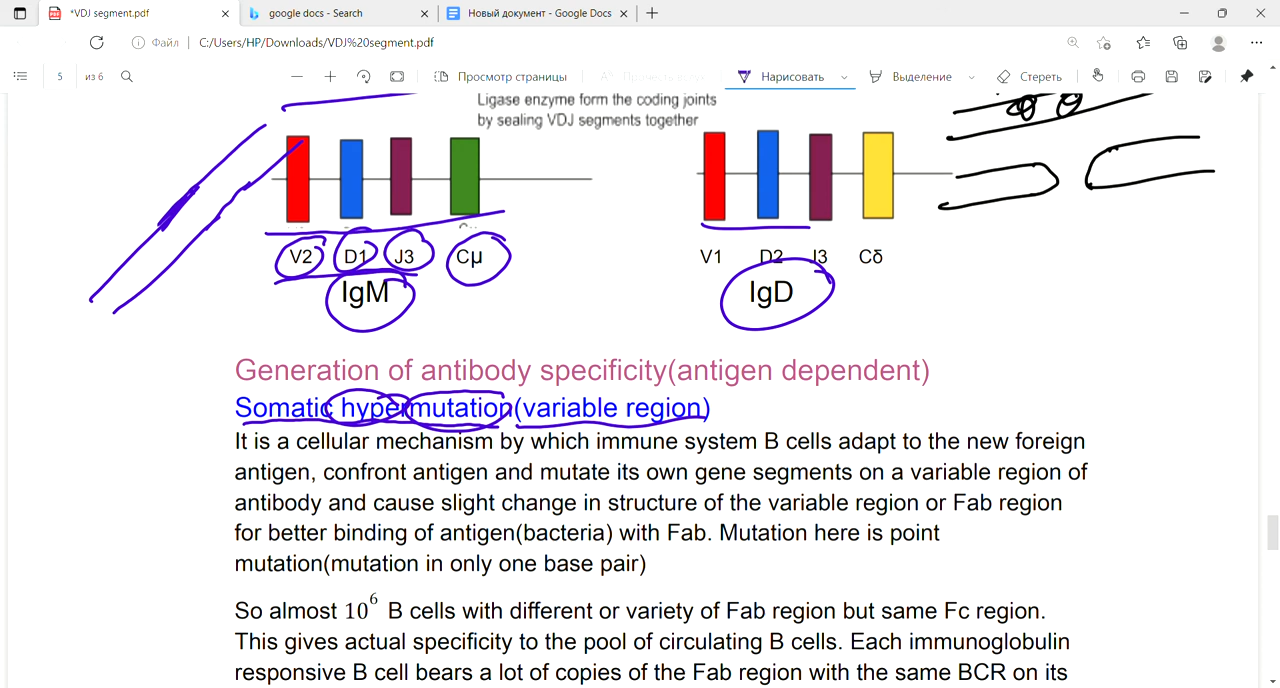 *VDJ segment.pdf
google docs - Search
Новый документ - Google Docs
Файл
C:/Users/HP/Downloads/VDJ%20segment.pdf
5 из 6
Просмотр страницы
Нарисовать
Выделение
Стереть
Ligase enzyme form the coding joints
by sealing VDJ segments together
V2 D1 J3 Cμ
V1 D2 J3 Cδ
IgM
IgD
Generation of antibody specificity(antigen dependent)
Somatic hypermutation(variable region)
It is a cellular mechanism by which immune system B cells adapt to the new foreign
antigen, confront antigen and mutate its own gene segments on a variable region of
antibody and cause slight change in structure of the variable region or Fab region
for better binding of antigen(bacteria) with Fab. Mutation here is point
mutation(mutation in only one base pair)
So almost 10⁶ B cells with different or variety of Fab region but same Fc region.
This gives actual specificity to the pool of circulating B cells. Each immunoglobulin
responsive B cell bears a lot of copies of the Fab region with the same BCR on its